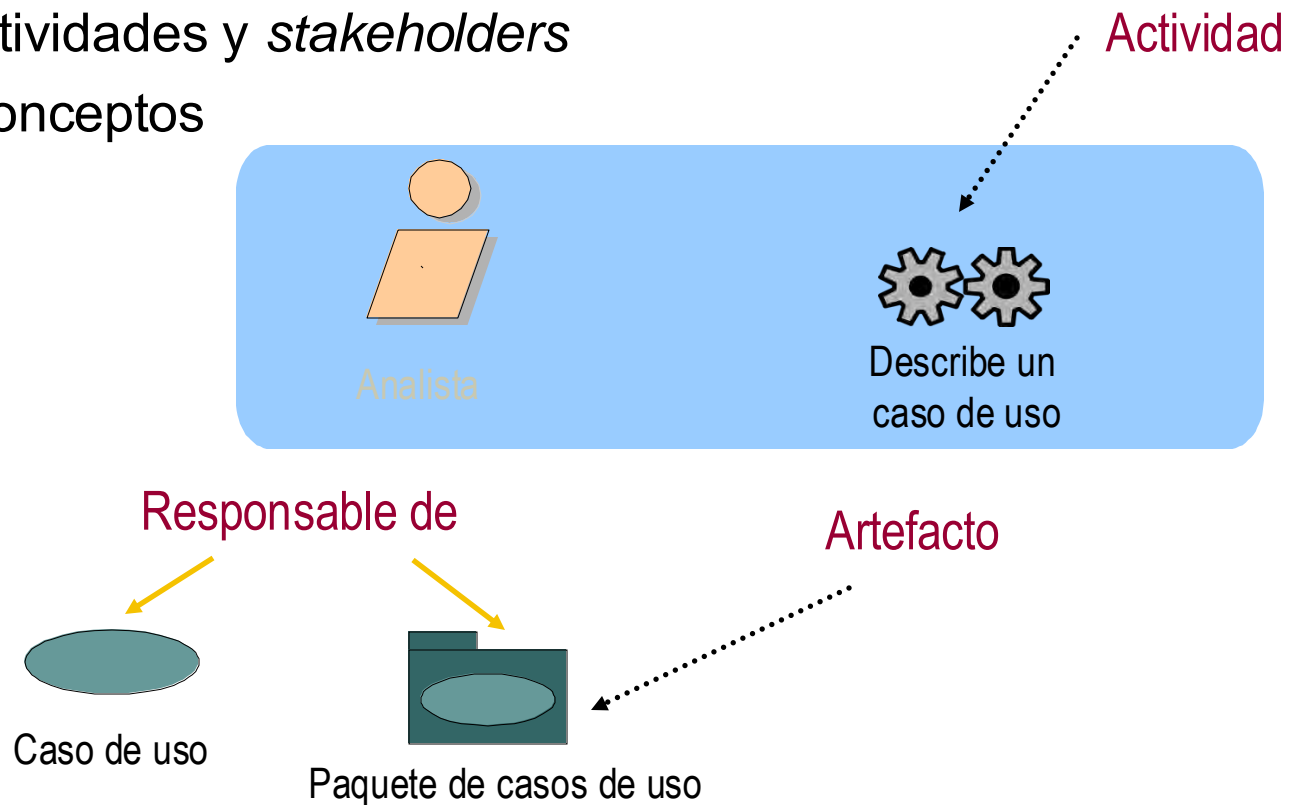 tividades y stakeholders
Actividad
onceptos
Analista
Describe un
caso de uso
Responsable de
Artefacto
Caso de uso
Paquete de casos de uso